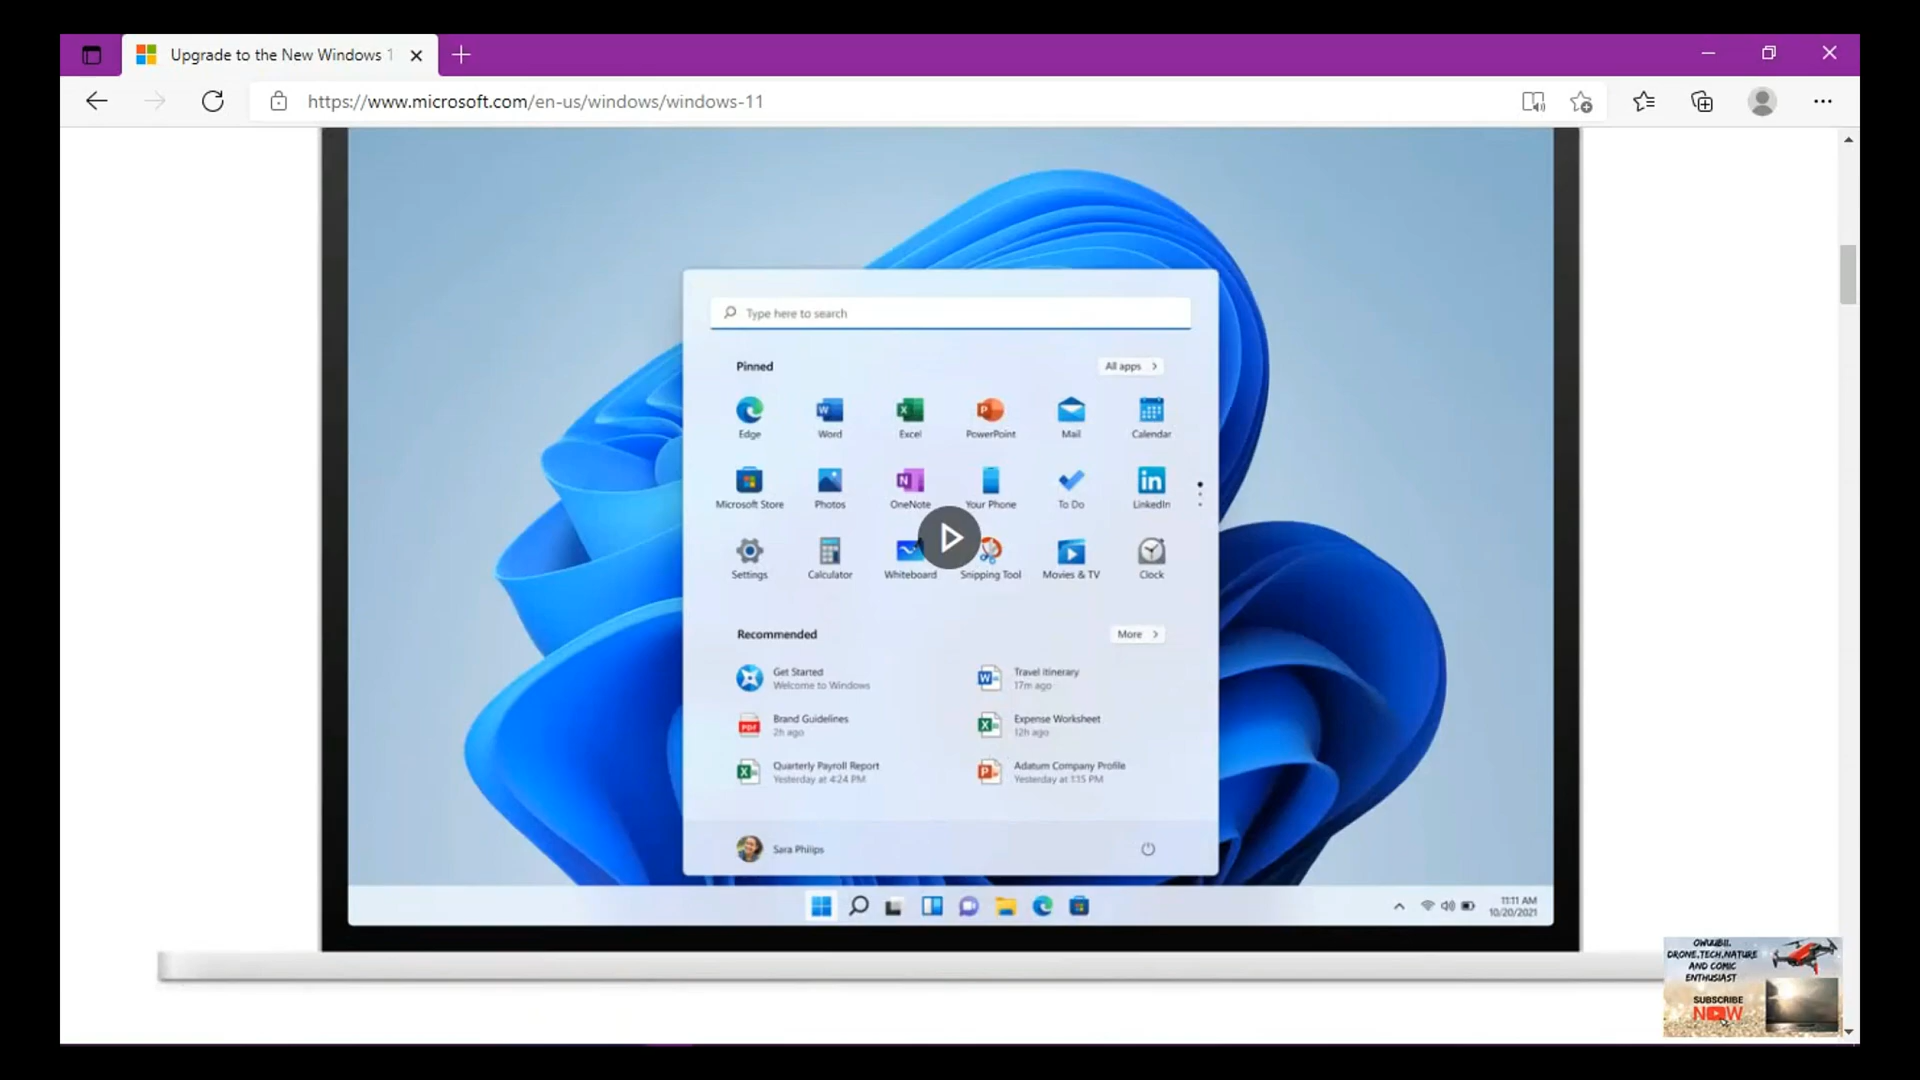 Upgrade to the New Windows 1
https://www.microsoft.com/en-us/windows/windows-11
Type here to search
Pinned
All apps
Edge
Word
Excel
PowerPoint
Mail
Calendar
Microsoft Store
Photos
OneNote
Your Phone
To Do
LinkedIn
Settings
Calculator
Whiteboard
Snipping Tool
Movies & TV
Clock
Recommended
More
Get Started
Welcome to Windows
Travel Itinerary
17m ago
Brand Guidelines
2h ago
Expense Worksheet
12h ago
Quarterly Payroll Report
Yesterday at 4:24 PM
Adatum Company Profile
Yesterday at 1:15 PM
Sara Philips
11:11 AM
10/20/2021
OWUUBII.
DRONE.TECH.NATURE
AND COMIC
ENTHUSIAST
SUBSCRIBE
NOW